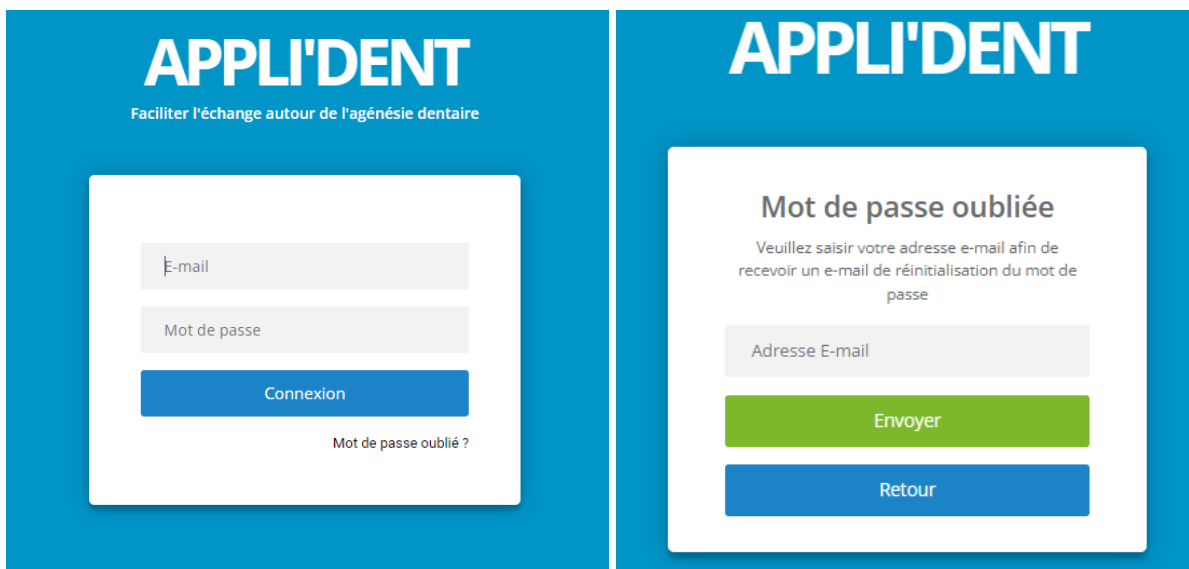 APPLI'DENT
Faciliter l'échange autour de l'agénésie dentaire
E-mail
Mot de passe
Connexion
Mot de passe oublié ?
APPLI'DENT
Mot de passe oubliée
Veuillez saisir votre adresse e-mail afin de
recevoir un e-mail de réinitialisation du mot de
passe
Adresse E-mail
Envoyer
Retour